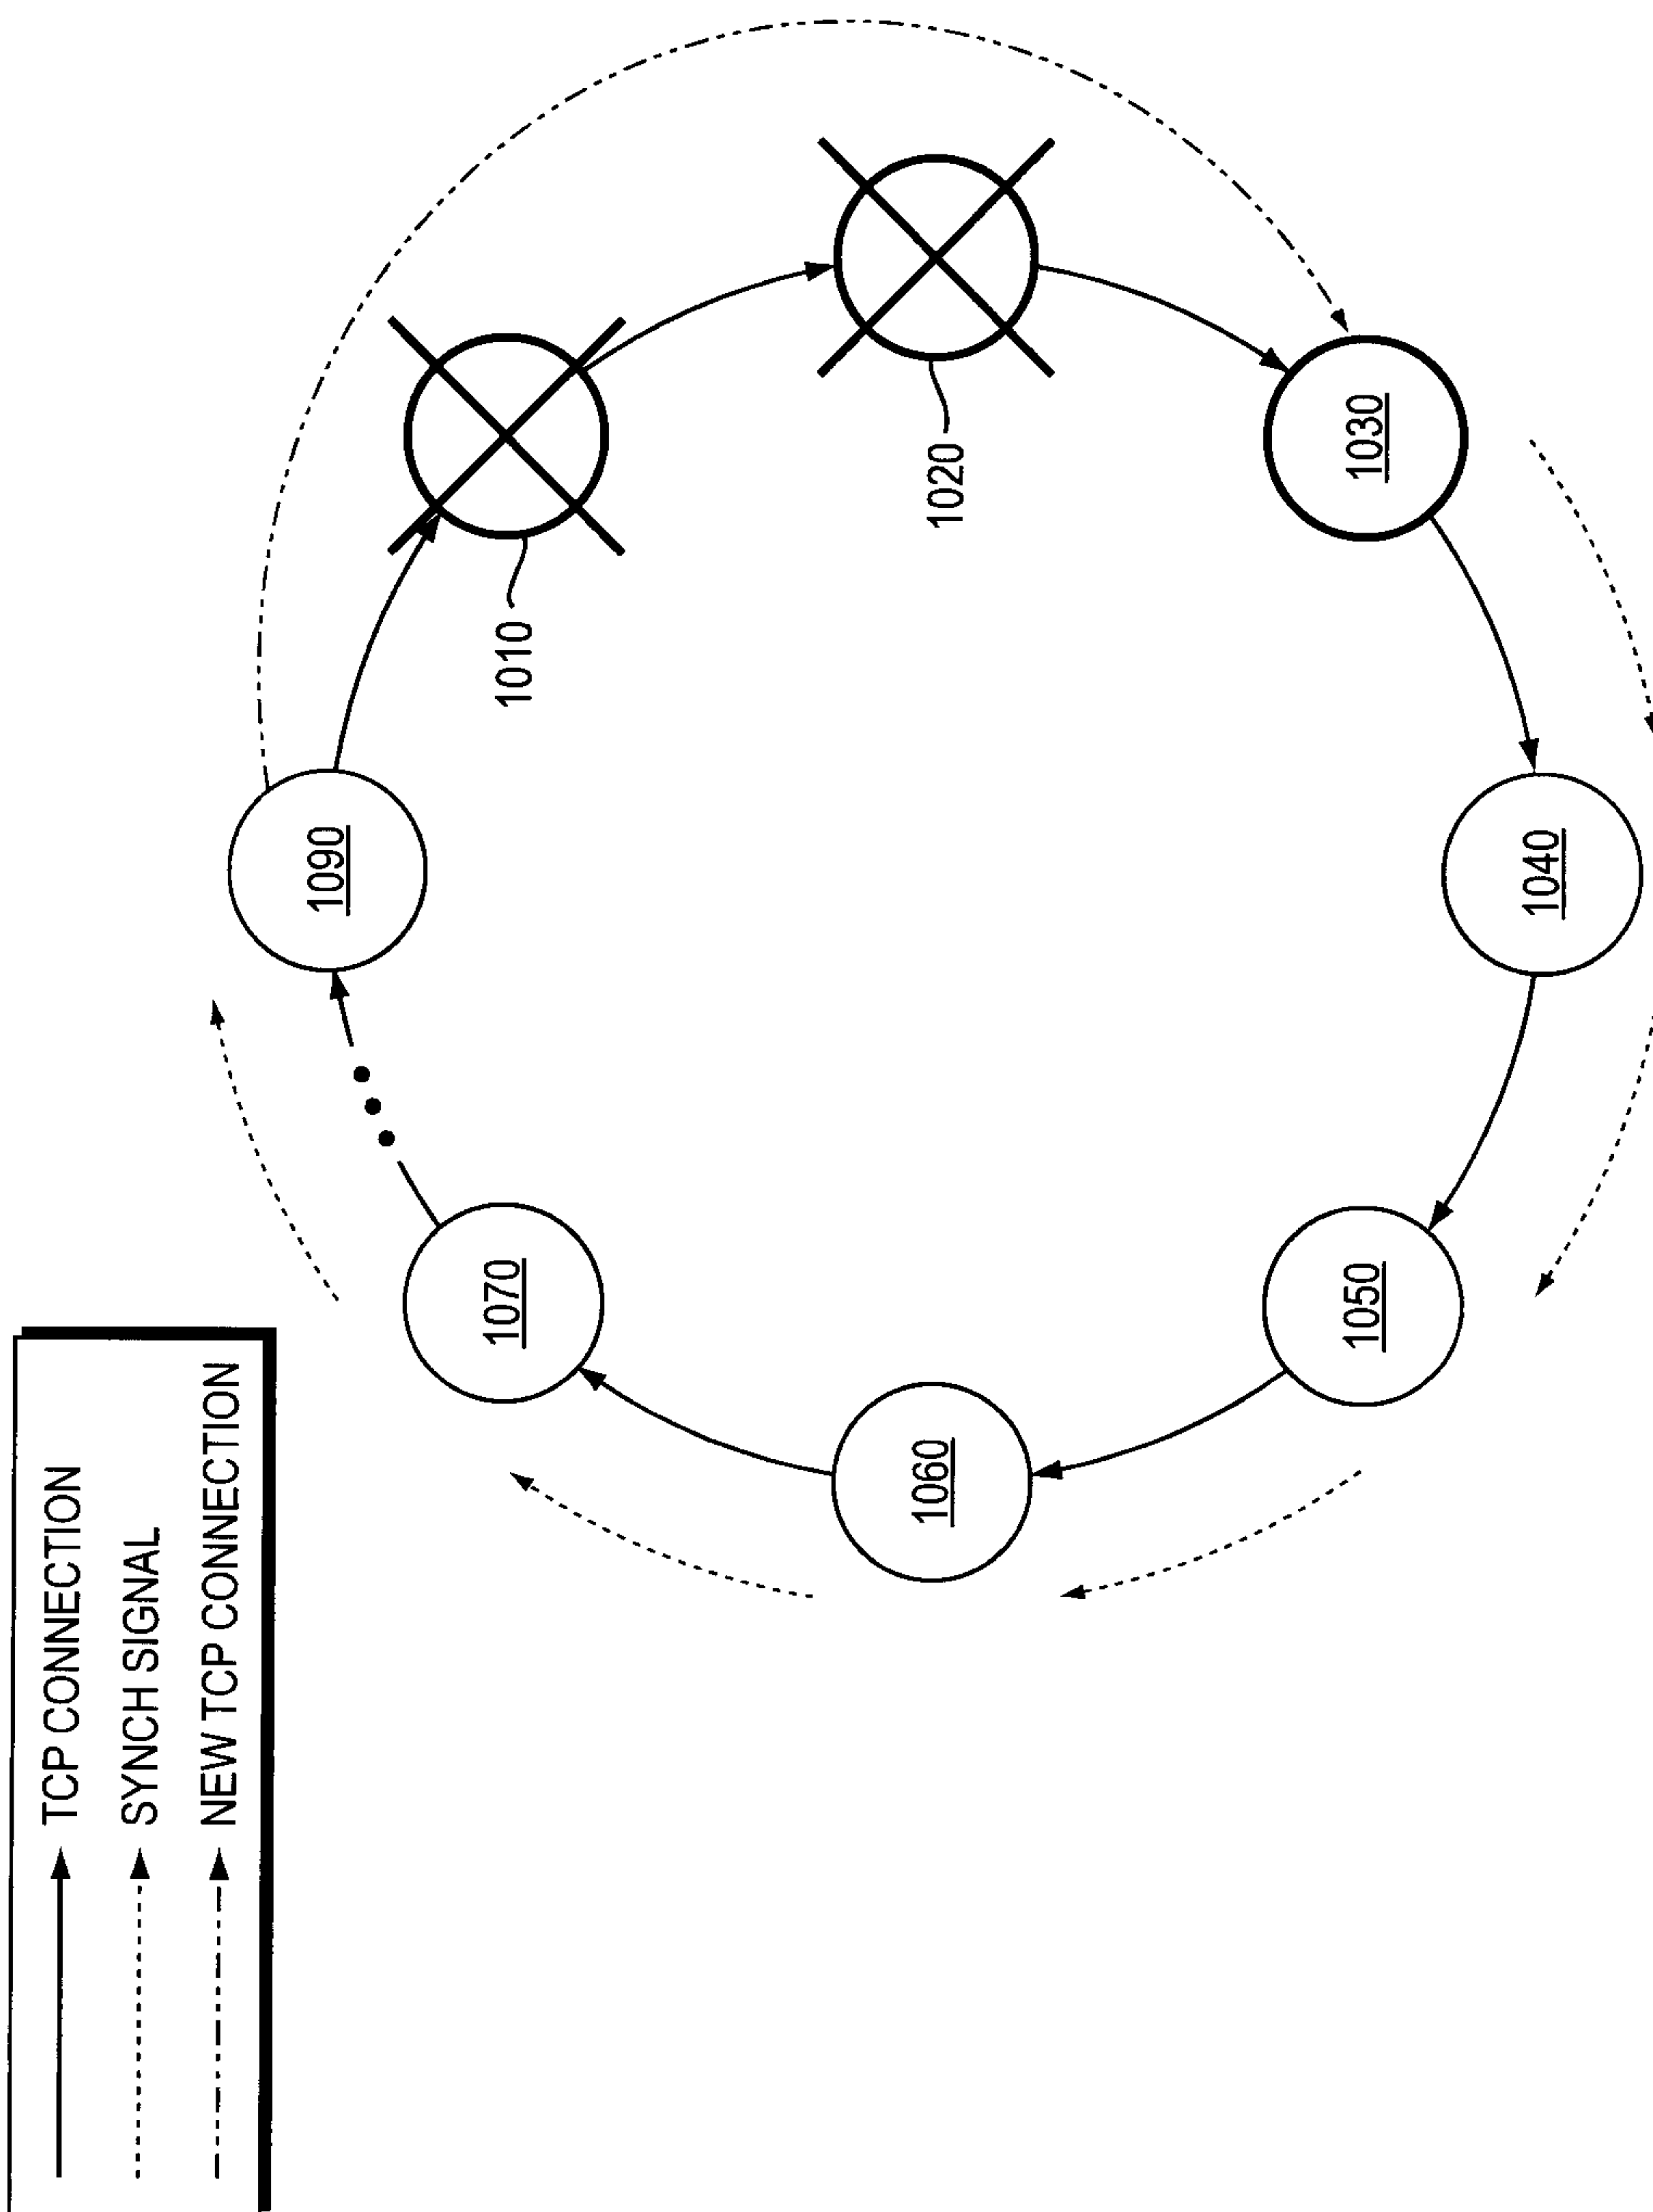 TCP CONNECTION
SYNCH SIGNAL
NEW TCP CONNECTION
1070
1090
1010
1060
1020
1050
1040
1030